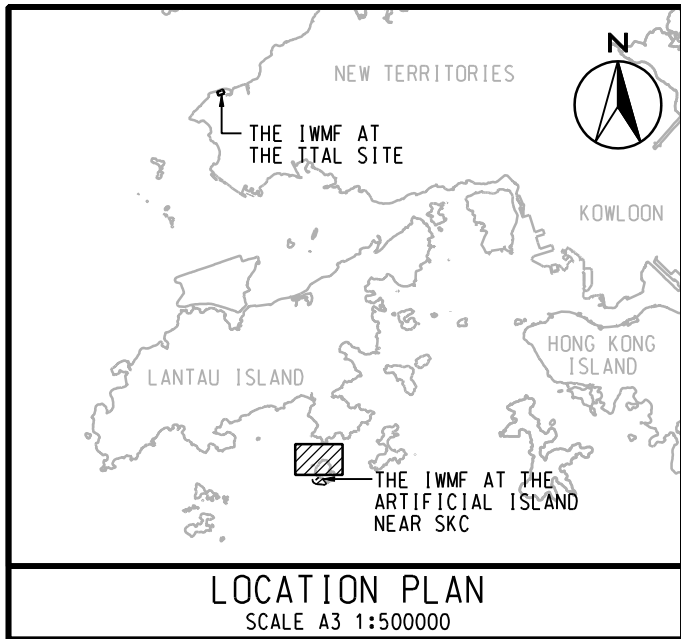 N
NEW TERRITORIES
THE IWMF AT
THE TTAL SITE
KOWLOON
HONG KONG
ISLAND
LANTAU ISLAND
THE IWMF AT THE
ARTIFICIAL ISLAND
NEAR SKC
LOCATION PLAN
SCALE A3 1:500000